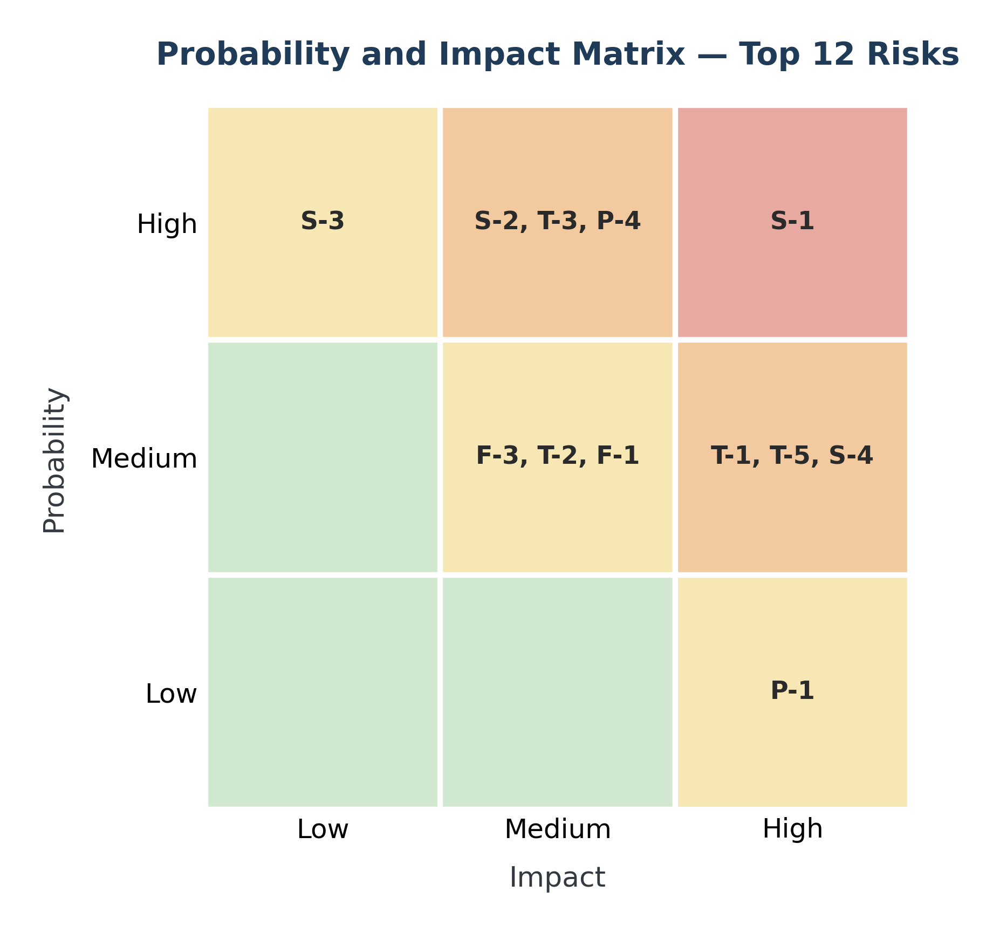 Probability and Impact Matrix — Top 12 Risks
High
S-3
S-2, T-3, P-4
S-1
Probability
Medium
F-3, T-2, F-1
T-1, T-5, S-4
Low
P-1
Low
Medium
High
Impact